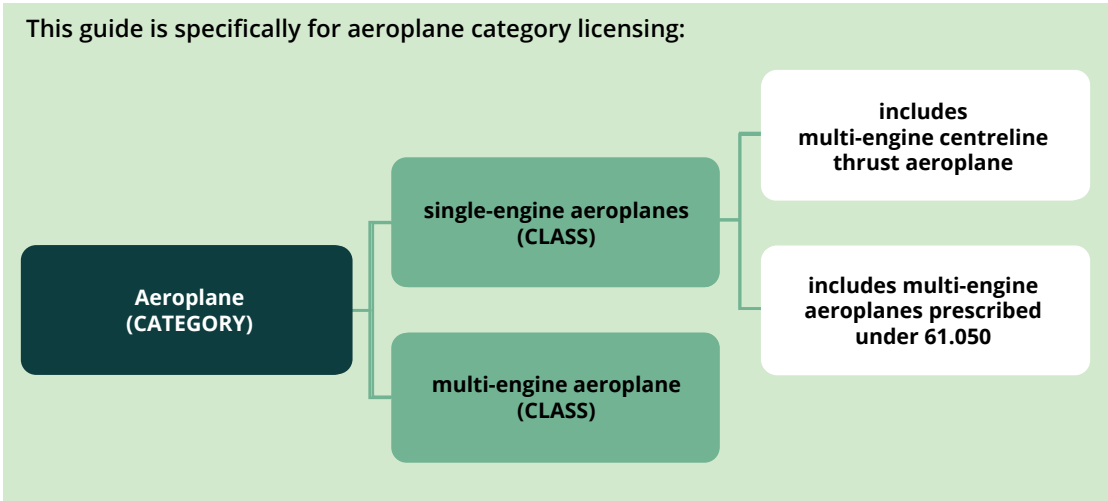 This guide is specifically for aeroplane category licensing:
Aeroplane
(CATEGORY)
single-engine aeroplanes
(CLASS)
includes
multi-engine centreline
thrust aeroplane
includes multi-engine
aeroplanes prescribed
under 61.050
multi-engine aeroplane
(CLASS)